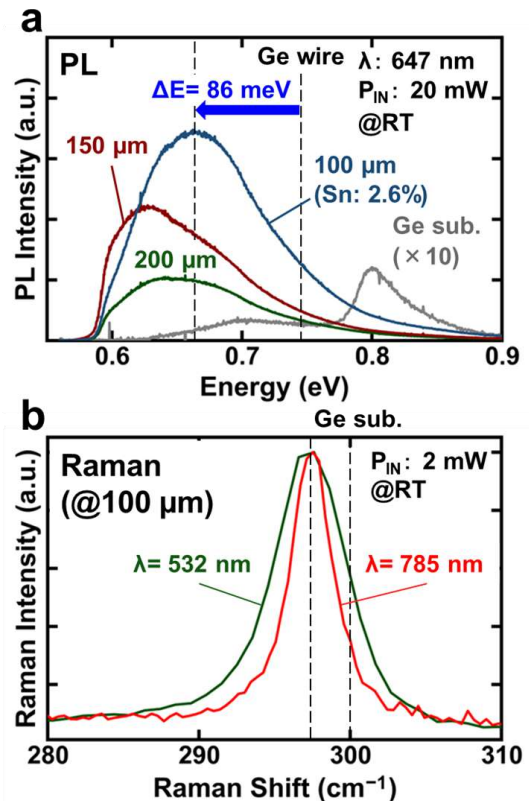 a
PL
Ge wire
λ: 647 nm
P_IN: 20 mW
@RT
ΔE= 86 meV
150 μm
100 μm
(Sn: 2.6%)
200 μm
Ge sub.
(×10)
PL Intensity (a.u.)
0.6 0.7 0.8 0.9
Energy (eV)
b
Ge sub.
Raman
(@100 μm)
P_IN: 2 mW
@RT
λ= 532 nm
λ= 785 nm
Raman Intensity (a.u.)
280 290 300 310
Raman Shift (cm⁻¹)